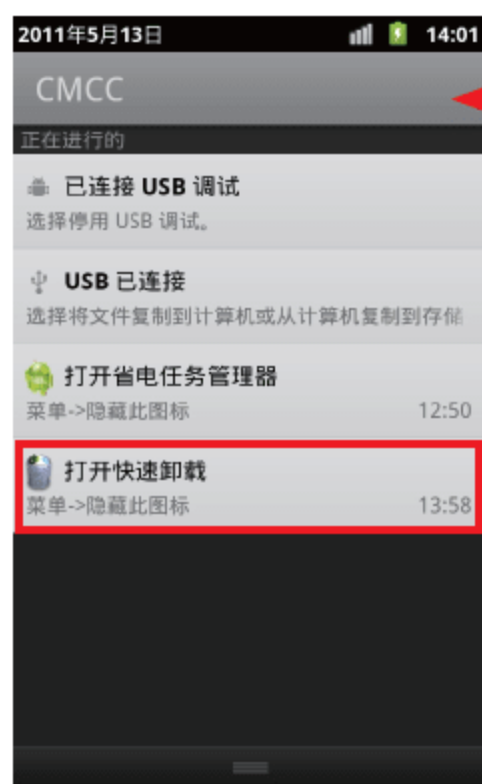 2011年5月13日 14:01
CMCC
正在进行的
已连接 USB 调试
选择停用 USB 调试。
USB 已连接
选择将文件复制到计算机或从计算机复制到存储
打开省电任务管理器
菜单->隐藏此图标 12:50
打开快速卸载
菜单->隐藏此图标 13:58